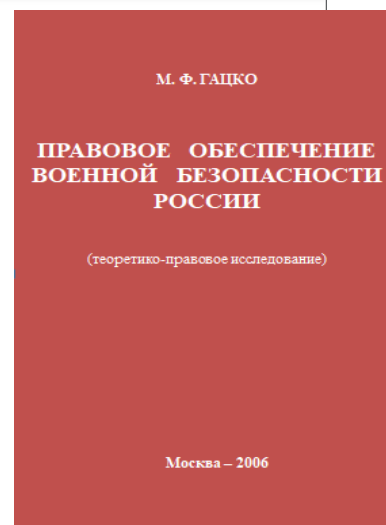 М. Ф. ГАЦКО
ПРАВОВОЕ ОБЕСПЕЧЕНИЕ
ВОЕННОЙ БЕЗОПАСНОСТИ
РОССИИ
(теоретико-правовое исследование)
Москва – 2006